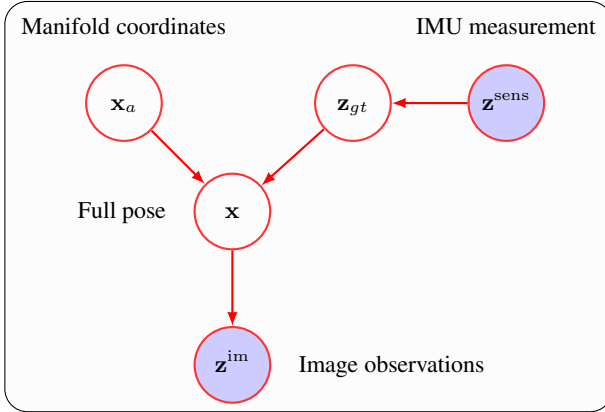 Manifold coordinates IMU measurement
x_a z_gt z^sens
Full pose x
z^im Image observations